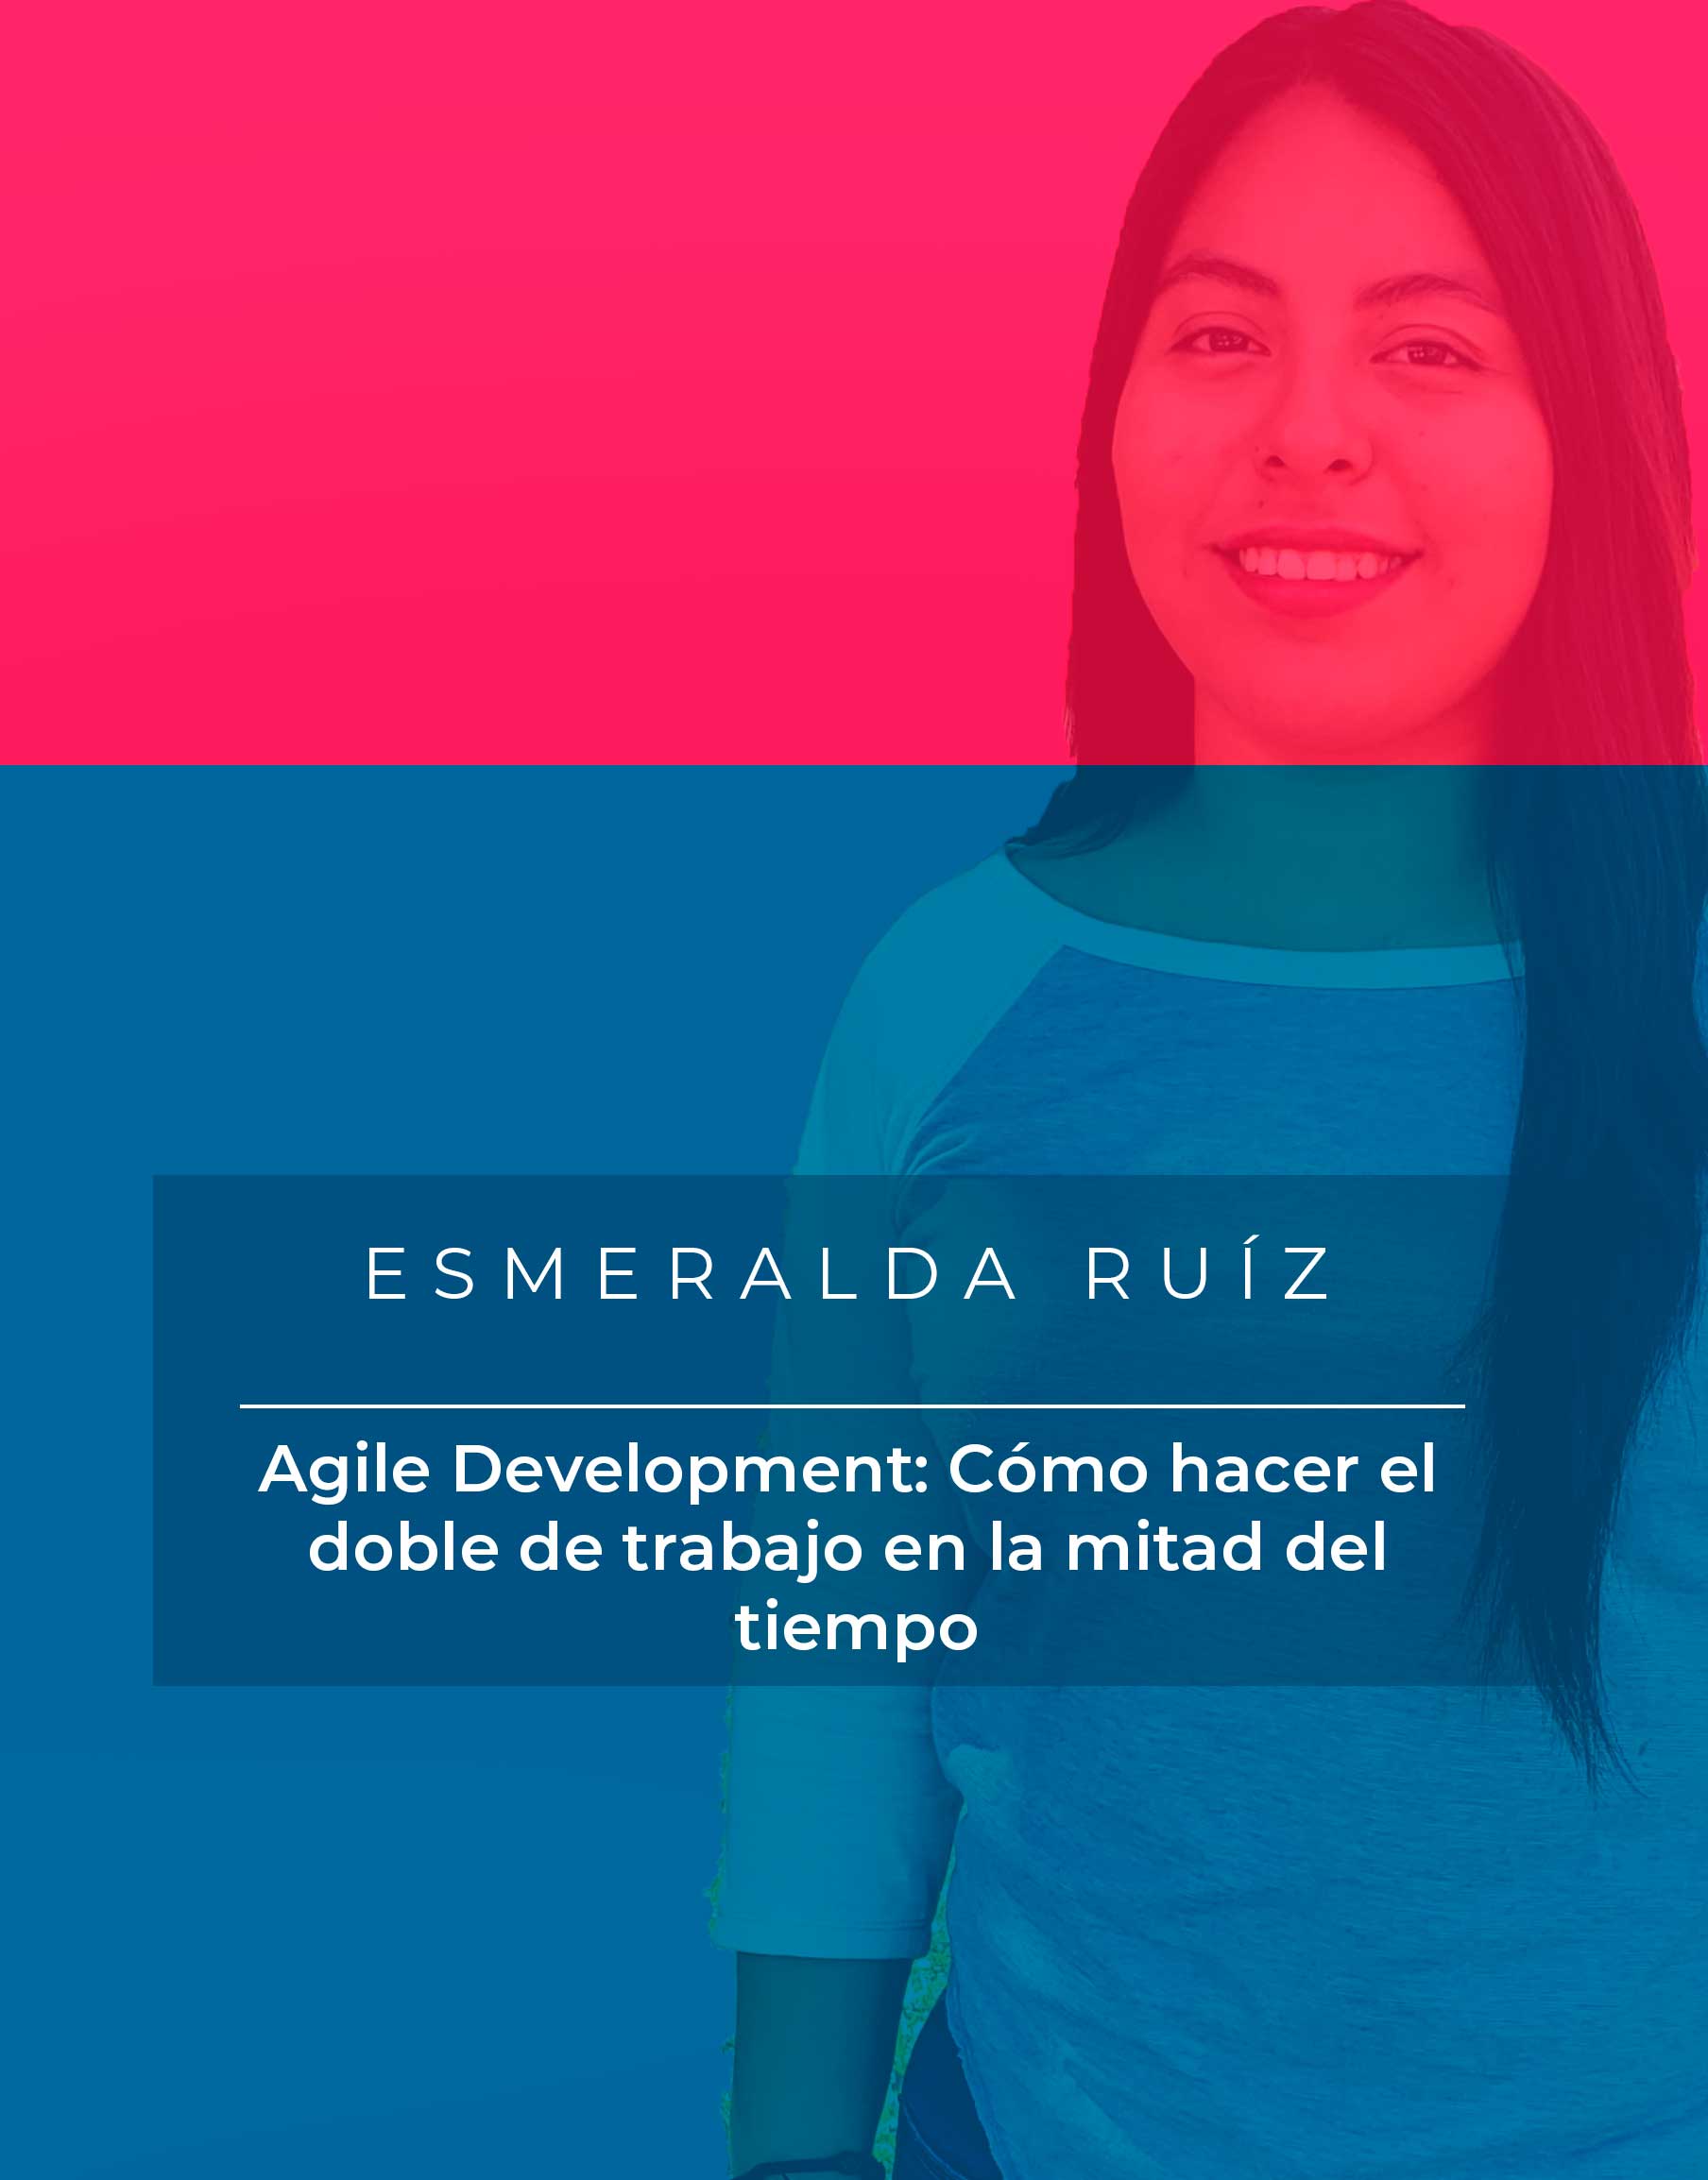 ESMERALDA RUÍZ
Agile Development: Cómo hacer el
doble de trabajo en la mitad del
tiempo